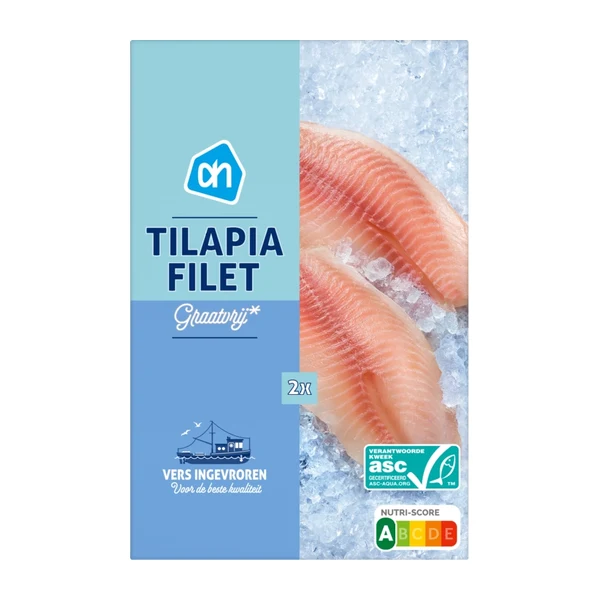 ah
TILAPIA
FILET
Graatvrij*
2x
VERS INGEVROREN
Voor de beste kwaliteit
VERANTWOORDE
KWEEK
asc
GECERTIFICEERD
ASC-AQUA.ORG
TM
NUTRI-SCORE
A B C D E